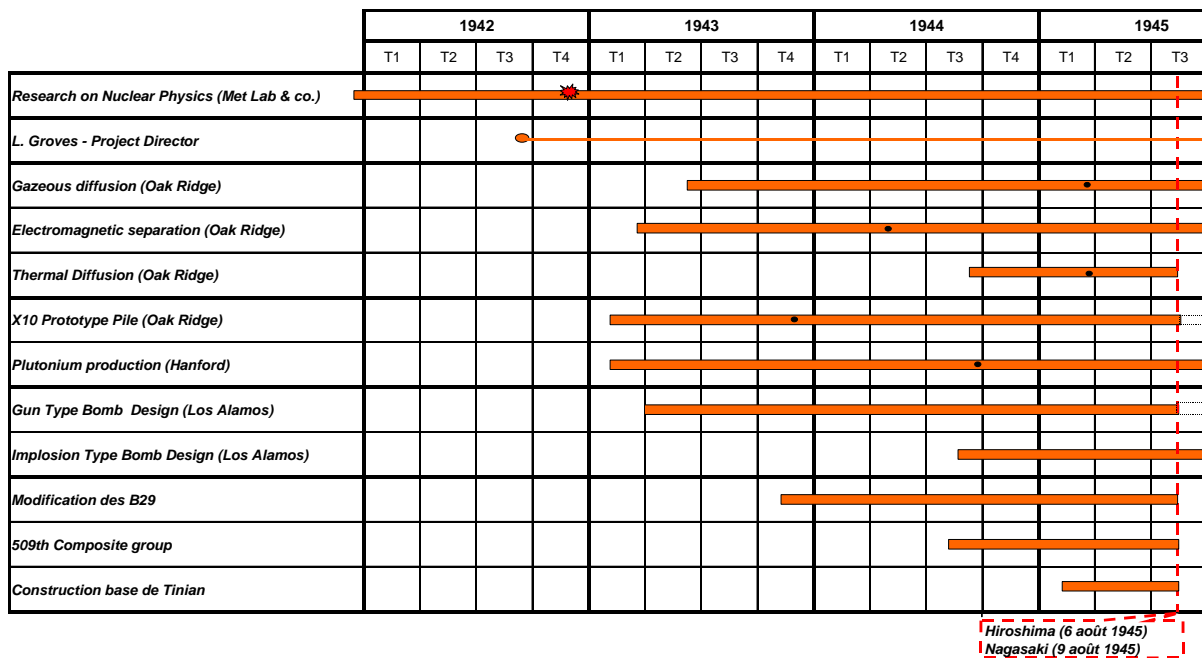 1942 1943 1944 1945
T1 T2 T3 T4 T1 T2 T3 T4 T1 T2 T3 T4 T1 T2 T3
Research on Nuclear Physics (Met Lab & co.)
L. Groves - Project Director
Gazeous diffusion (Oak Ridge)
Electromagnetic separation (Oak Ridge)
Thermal Diffusion (Oak Ridge)
X10 Prototype Pile (Oak Ridge)
Plutonium production (Hanford)
Gun Type Bomb Design (Los Alamos)
Implosion Type Bomb Design (Los Alamos)
Modification des B29
509th Composite group
Construction base de Tinian
Hiroshima (6 août 1945)
Nagasaki (9 août 1945)